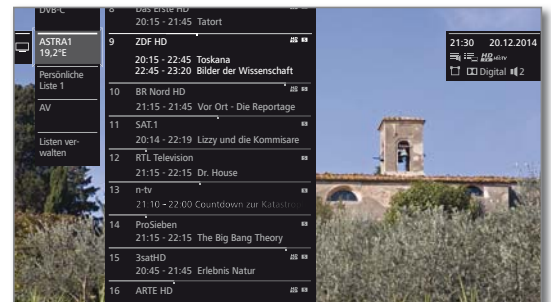 DVB-C
ASTRA1
19,2°E
Persönliche
Liste 1
AV
Listen ver-
walten
8 Das Erste HD
20:15 - 21:45 Tatort
9 ZDF HD
20:15 - 22:45 Toskana
22:45 - 23:20 Bilder der Wissenschaft
10 BR Nord HD
21:15 - 21:45 Vor Ort - Die Reportage
11 SAT.1
20:14 - 22:19 Lizzy und die Kommisare
12 RTL Television
21:15 - 22:15 Dr. House
13 n-tv
21:10 - 22:00 Countdown zur Katastro
14 ProSieben
21:15 - 22:15 The Big Bang Theory
15 3satHD
20:45 - 21:45 Erlebnis Natur
16 ARTE HD
21:30 20.12.2014
HD HbbTV
Digital 2